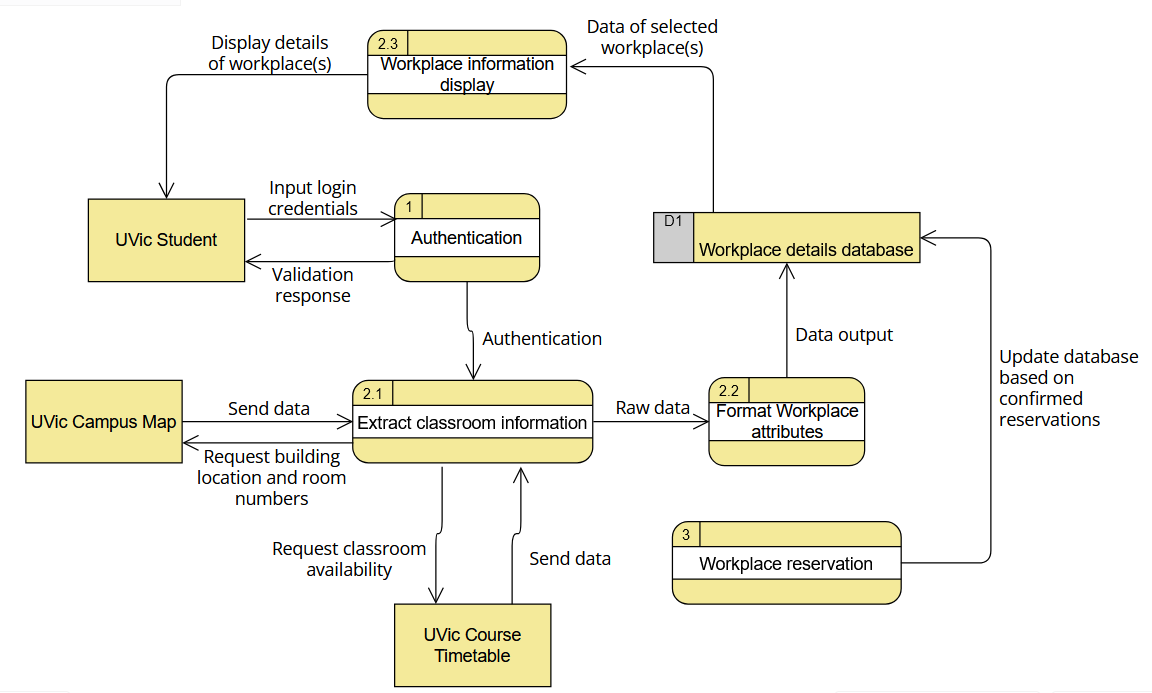 Data of selected
workplace(s)
Display details
of workplace(s)
2.3
Workplace information
display
Input login
credentials
1
Authentication
UVic Student
Validation
response
D1
Workplace details database
Authentication
Data output
Update database
based on
confirmed
reservations
UVic Campus Map
Send data
Request building
location and room
numbers
2.1
Extract classroom information
Raw data
2.2
Format Workplace
attributes
Request classroom
availability
Send data
3
Workplace reservation
UVic Course
Timetable